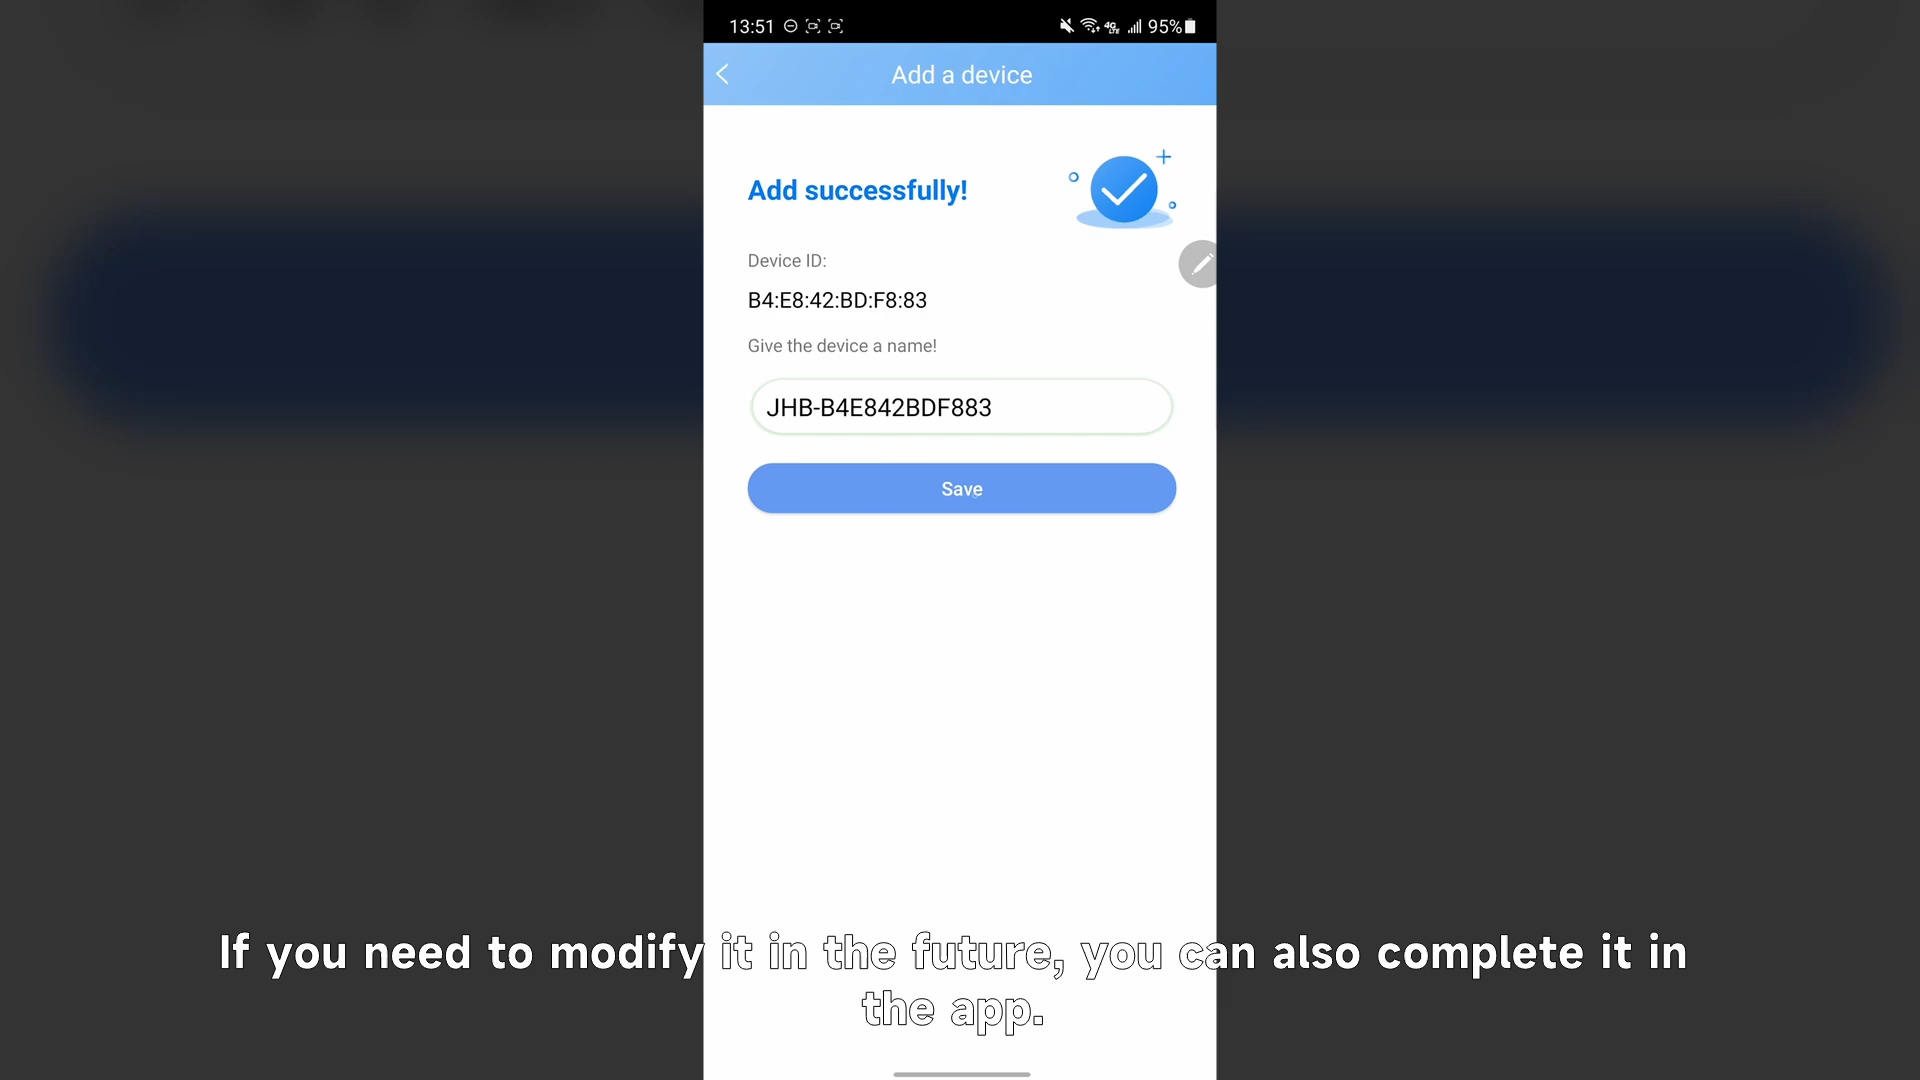 13:51
95%
Add a device
Add successfully!
Device ID:
B4:E8:42:BD:F8:83
Give the device a name!
JHB-B4E842BDF883
Save
If you need to modify it in the future, you can also complete it in
the app.